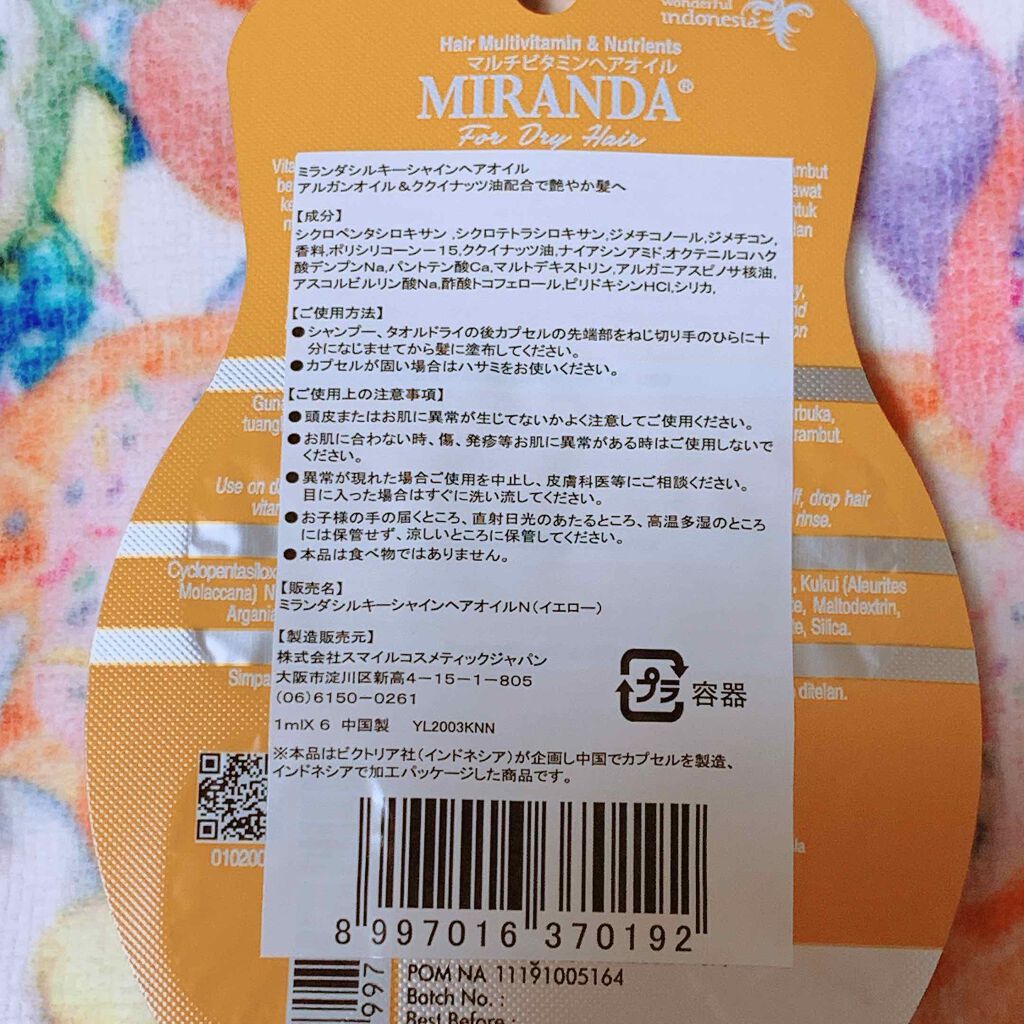 wonderful
indonesia
Hair Multivitamin & Nutrients
マルチビタミンヘアオイル
MIRANDA®
For Dry Hair
ミランダシルキーシャインヘアオイル
アルガンオイル＆ククイナッツ油配合で艶やか髪へ
【成分】
シクロペンタシロキサン ,シクロテトラシロキサン,ジメチコノール,ジメチコン,
香料,ポリシリコーンー15,ククイナッツ油,ナイアシンアミド,オクテニルコハク
酸デンプンNa,パントテン酸Ca,マルトデキストリン,アルガニアスピノサ核油,
アスコルビルリン酸Na,酢酸トコフェロール,ピリドキシンHCl,シリカ,
【ご使用方法】
●シャンプー、タオルドライの後カプセルの先端部をねじ切り手のひらに十
分になじませてから髪に塗布してください。
●カプセルが固い場合はハサミをお使いください。
【ご使用上の注意事項】
●頭皮またはお肌に異常が生じてないかよく注意してご使用ください。
●お肌に合わない時、傷、発疹等お肌に異常がある時はご使用しないで
ください。
●異常が現れた場合ご使用を中止し、皮膚科医等にご相談ください。
目に入った場合はすぐに洗い流してください。
●お子様の手の届くところ、直射日光のあたるところ、高温多湿のところ
には保管せず、涼しいところに保管してください。
●本品は食べ物ではありません。
【販売名】
ミランダシルキーシャインヘアオイルN（イエロー）
【製造販売元】
株式会社スマイルコスメティックジャパン
大阪市淀川区新高4－15－1－805
(06)6150－0261
プラ 容器
1mlX 6 中国製 YL2003KNN
※本品はビクトリア社（インドネシア）が企画し中国でカプセルを製造、
インドネシアで加工パッケージした商品です。
8 997016 370192
Use on
vita
Cyclopentasilox
Molaccana) N
Argania
Simpa
rambut.
drop hair
rinse.
Kukui (Aleurites
Maltodextrin,
Silica.
ditelan.
010200
997
POM NA 11191005164
Batch No. :
Best Before :